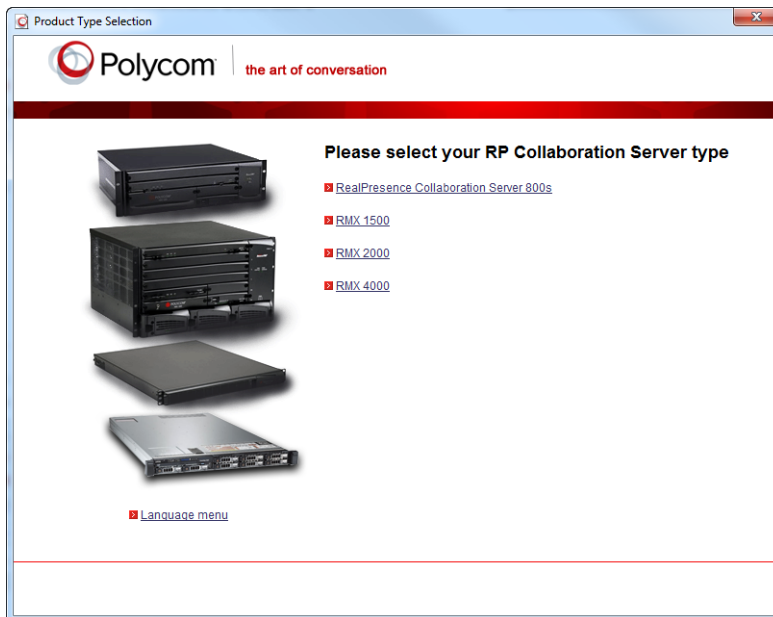 Product Type Selection
Polycom
the art of conversation
Please select your RP Collaboration Server type
RealPresence Collaboration Server 800s
RMX 1500
RMX 2000
RMX 4000
Language menu